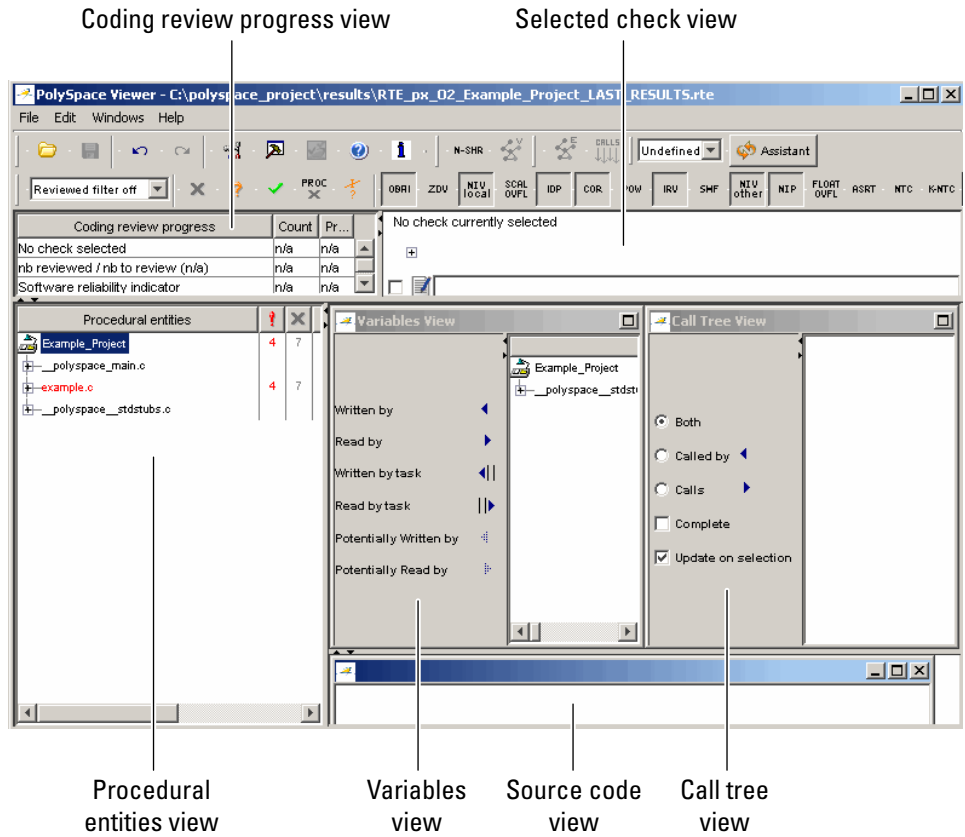 Coding review progress view
Selected check view
PolySpace Viewer - C:\polyspace_project\results\RTE_px_O2_Example_Project_LAST_RESULTS.rte
File Edit Windows Help
N-SHR V E CALLS Undefined Assistant
Reviewed filter off PROC ? OBAI ZDV NIV local SCAL OVFL IDP COR POW IRV SHF NIV other NIP FLOAT OVFL ASRT NTC K-NTC
Coding review progress Count Pr...
No check selected n/a n/a
nb reviewed / nb to review (n/a) n/a n/a
Software reliability indicator n/a n/a
No check currently selected
Procedural entities
Example_Project 4 7
__polyspace_main.c
example.c 4 7
__polyspace__stdstubs.c
Variables View
Written by
Read by
Written by task
Read by task
Potentially Written by
Potentially Read by
Example_Project
__polyspace__stdst
Call Tree View
Both
Called by
Calls
Complete
Update on selection
Procedural
entities view
Variables
view
Source code
view
Call tree
view